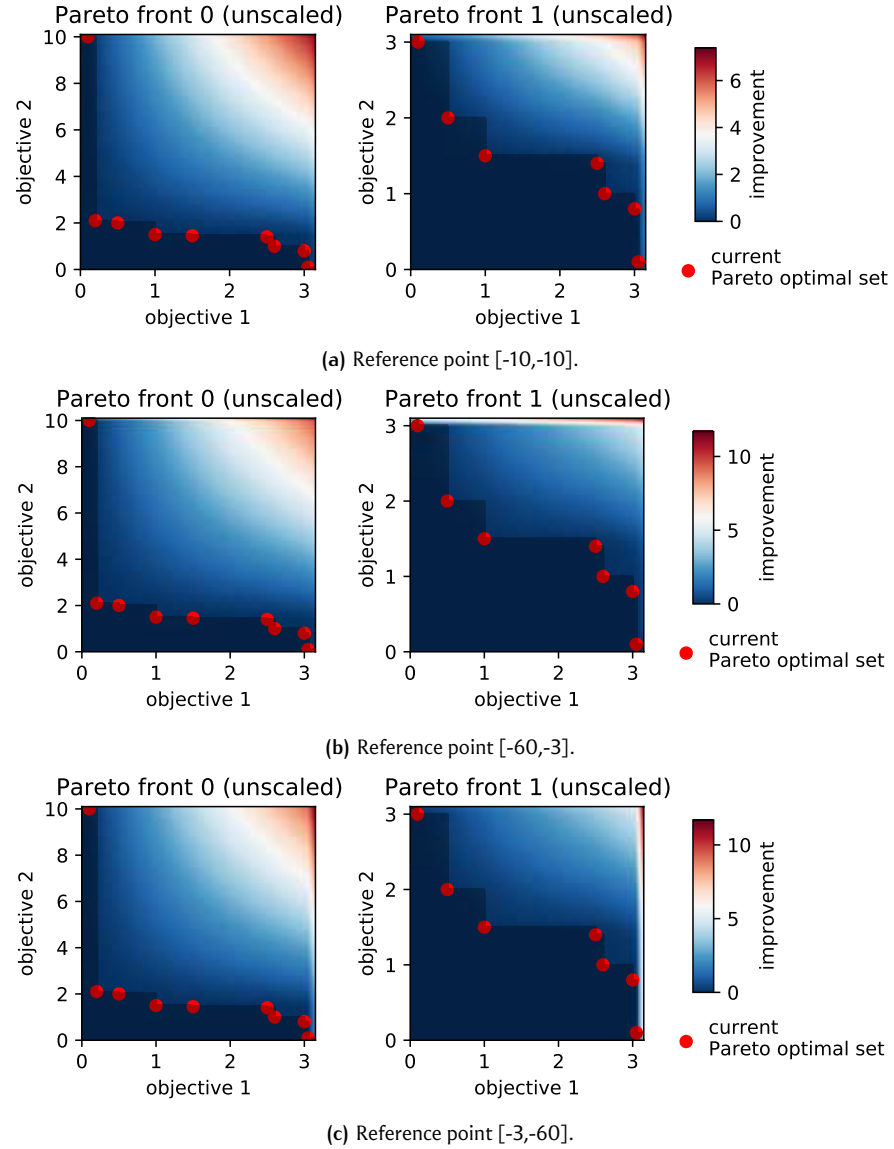 Pareto front 0 (unscaled)
Pareto front 1 (unscaled)
10
8
6
4
2
0
objective 2
0
1
2
3
objective 1
3
2
1
0
objective 2
0
1
2
3
objective 1
6
4
2
0
improvement
current
Pareto optimal set
(a) Reference point [-10,-10].
Pareto front 0 (unscaled)
Pareto front 1 (unscaled)
10
8
6
4
2
0
objective 2
0
1
2
3
objective 1
3
2
1
0
objective 2
0
1
2
3
objective 1
10
5
0
improvement
current
Pareto optimal set
(b) Reference point [-60,-3].
Pareto front 0 (unscaled)
Pareto front 1 (unscaled)
10
8
6
4
2
0
objective 2
0
1
2
3
objective 1
3
2
1
0
objective 2
0
1
2
3
objective 1
10
5
0
improvement
current
Pareto optimal set
(c) Reference point [-3,-60].